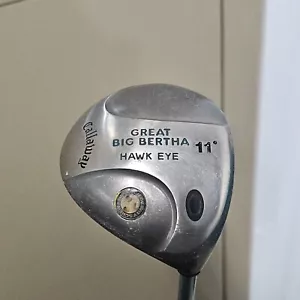 Callaway
GREAT
BIG BERTHA
11°
HAWK EYE